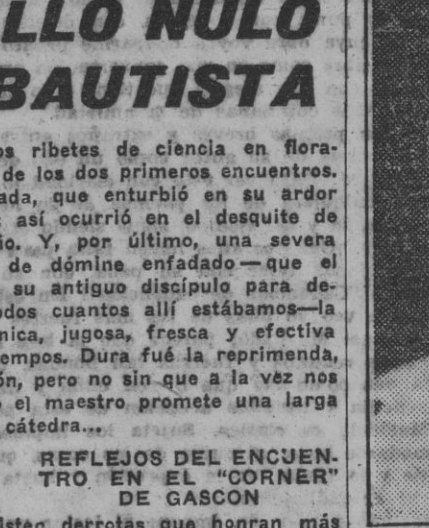 LLO NULO
BAUTISTA
os ribetes de ciencia en flora-
de los dos primeros encuentros.
ada, que enturbió en su ardor
así ocurrió en el desquite de
io. Y, por último, una severa
de dómine enfadado—que el
su antiguo discípulo para de-
odos cuantos allí estábamos—la
nica, jugosa, fresca y efectiva
empos. Dura fué la reprimenda,
ón, pero no sin que a la vez nos
o el maestro promete una larga
cátedra...
REFLEJOS DEL ENCUEN-
TRO EN EL "CORNER"
DE GASCON
isten derrotas que honran más